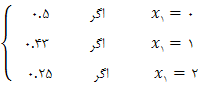 ۰.۵ اگر x₁ = ۰
۰.۴۳ اگر x₁ = ۱
۰.۲۵ اگر x₁ = ۲